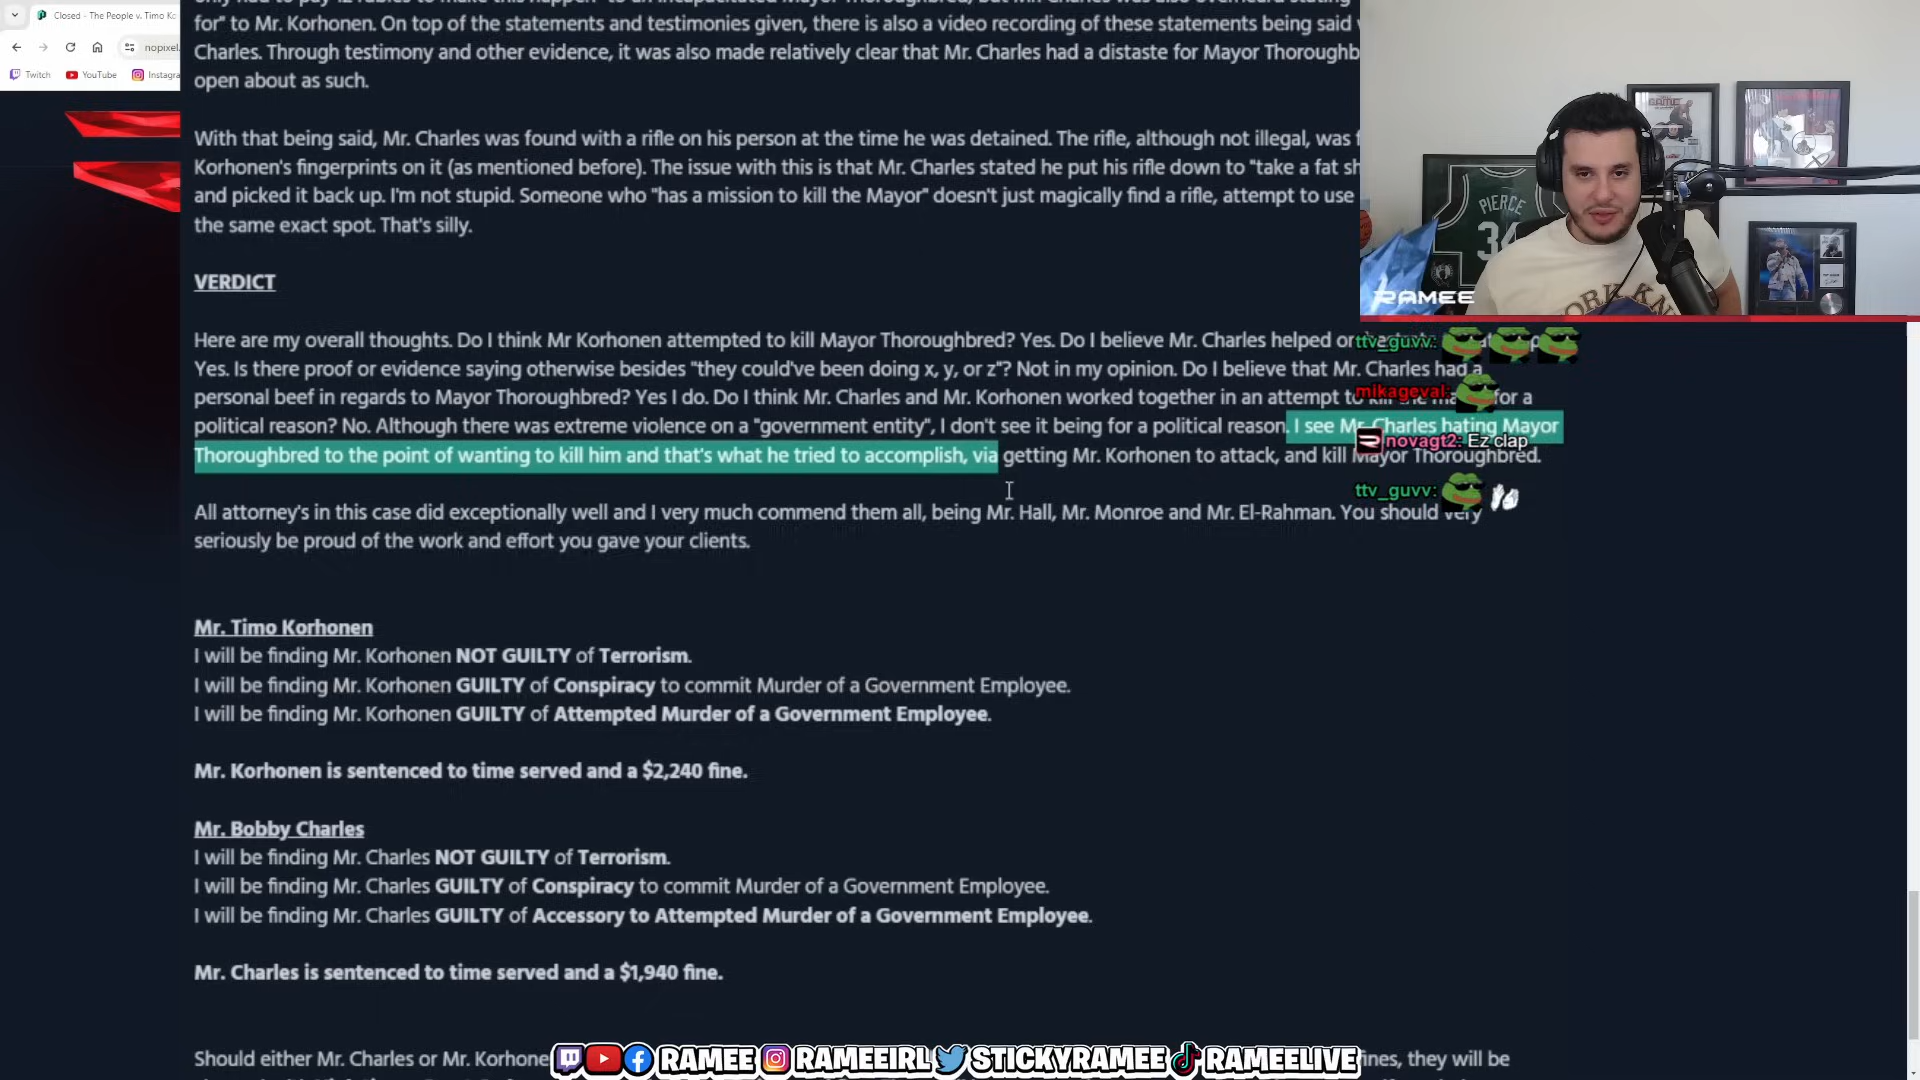 Closed - The People v. Timo Kc
nopixel.
Twitch YouTube Instagra
for" to Mr. Korhonen. On top of the statements and testimonies given, there is also a video recording of these statements being said
Charles. Through testimony and other evidence, it was also made relatively clear that Mr. Charles had a distaste for Mayor Thoroughb
open about as such.
With that being said, Mr. Charles was found with a rifle on his person at the time he was detained. The rifle, although not illegal, was
Korhonen's fingerprints on it (as mentioned before). The issue with this is that Mr. Charles stated he put his rifle down to "take a fat sh
and picked it back up. I'm not stupid. Someone who "has a mission to kill the Mayor" doesn't just magically find a rifle, attempt to use
the same exact spot. That's silly.
PIERCE
34
RAMEE
VERDICT
Here are my overall thoughts. Do I think Mr Korhonen attempted to kill Mayor Thoroughbred? Yes. Do I believe Mr. Charles helped or
ttv_guvv:
Yes. Is there proof or evidence saying otherwise besides "they could've been doing x, y, or z"? Not in my opinion. Do I believe that Mr. Charles had a
mikageval:
personal beef in regards to Mayor Thoroughbred? Yes I do. Do I think Mr. Charles and Mr. Korhonen worked together in an attempt to kill the for a
political reason? No. Although there was extreme violence on a "government entity", I don't see it being for a political reason. I see Mr. Charles hating Mayor
novagt2: Ez clap
Thoroughbred to the point of wanting to kill him and that's what he tried to accomplish, via getting Mr. Korhonen to attack, and kill Mayor Thoroughbred.
ttv_guvv:
All attorney's in this case did exceptionally well and I very much commend them all, being Mr. Hall, Mr. Monroe and Mr. El-Rahman. You should very
seriously be proud of the work and effort you gave your clients.
Mr. Timo Korhonen
I will be finding Mr. Korhonen NOT GUILTY of Terrorism.
I will be finding Mr. Korhonen GUILTY of Conspiracy to commit Murder of a Government Employee.
I will be finding Mr. Korhonen GUILTY of Attempted Murder of a Government Employee.
Mr. Korhonen is sentenced to time served and a $2,240 fine.
Mr. Bobby Charles
I will be finding Mr. Charles NOT GUILTY of Terrorism.
I will be finding Mr. Charles GUILTY of Conspiracy to commit Murder of a Government Employee.
I will be finding Mr. Charles GUILTY of Accessory to Attempted Murder of a Government Employee.
Mr. Charles is sentenced to time served and a $1,940 fine.
Should either Mr. Charles or Mr. Korhone fines, they will be
RAMEE RAMEEIRL STICKYRAMEE RAMEELIVE